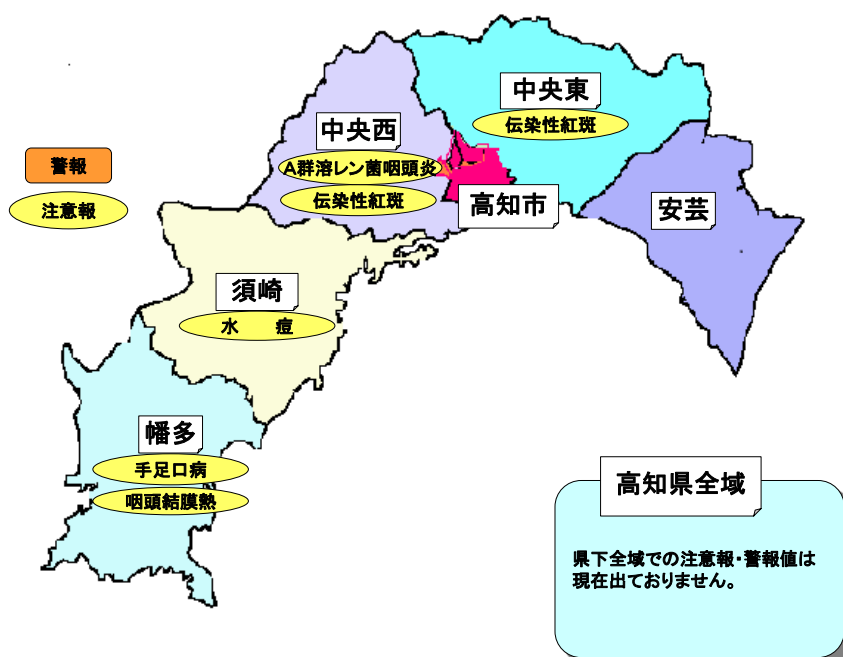 中央東
伝染性紅斑
中央西
A群溶レン菌咽頭炎
伝染性紅斑
警報
注意報
高知市
安芸
須崎
水　痘
幡多
手足口病
咽頭結膜熱
高知県全域
県下全域での注意報・警報値は
現在出ておりません。